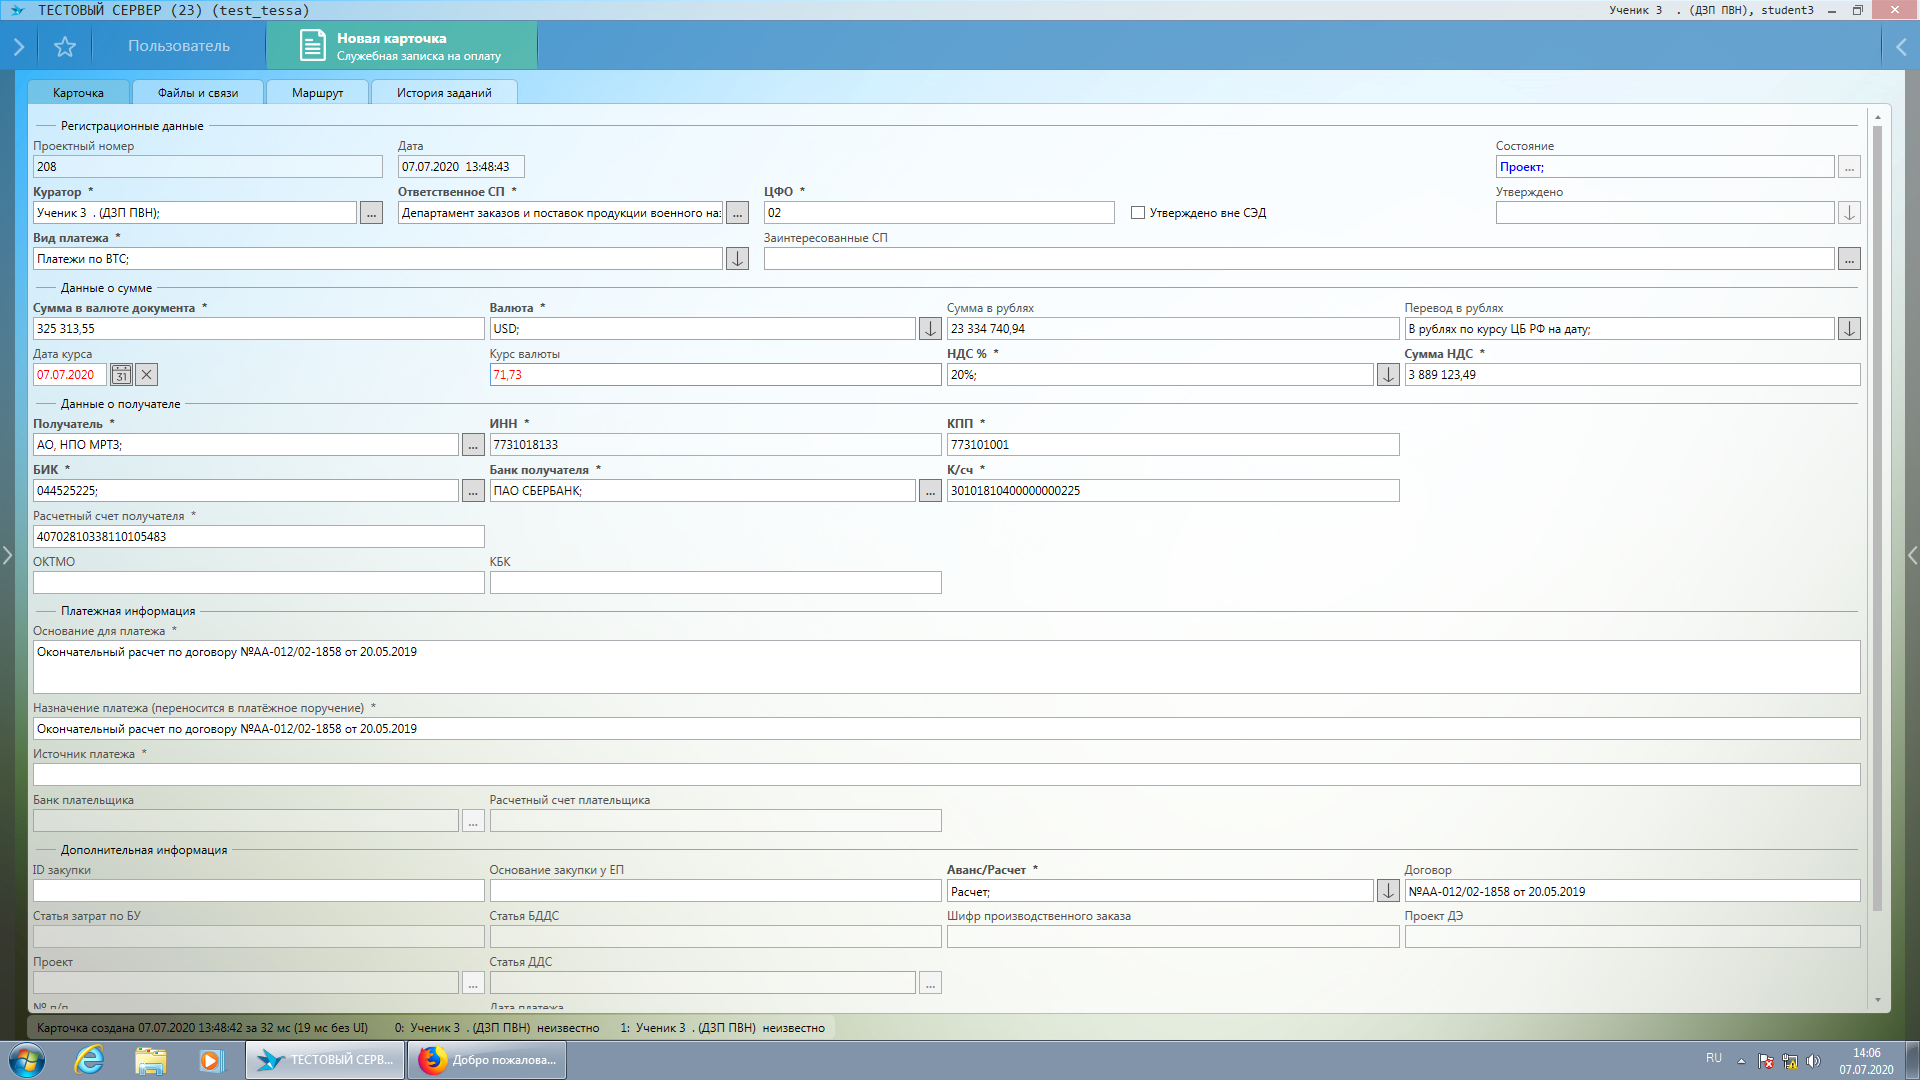 ТЕСТОВЫЙ СЕРВЕР (23) (test_tessa)
Ученик 3 . (ДЗП ПВН), student3
Пользователь
Новая карточка
Служебная записка на оплату
Карточка Файлы и связи Маршрут История заданий
Регистрационные данные
Проектный номер Дата Состояние
208 07.07.2020 13:48:43 Проект; ...
Куратор * Ответственное СП * ЦФО * Утверждено
Ученик 3 . (ДЗП ПВН); ... Департамент заказов и поставок продукции военного наз ... 02 Утверждено вне СЭД
Вид платежа * Заинтересованные СП
Платежи по ВТС; ...
Данные о сумме
Сумма в валюте документа * Валюта * Сумма в рублях Перевод в рублях
325 313,55 USD; 23 334 740,94 В рублях по курсу ЦБ РФ на дату;
Дата курса Курс валюты НДС % * Сумма НДС *
07.07.2020 31 71,73 20%; 3 889 123,49
Данные о получателе
Получатель * ИНН * КПП *
АО, НПО МРТЗ; ... 7731018133 773101001
БИК * Банк получателя * К/сч *
044525225; ... ПАО СБЕРБАНК; ... 30101810400000000225
Расчетный счет получателя *
40702810338110105483
ОКТМО КБК
Платежная информация
Основание для платежа *
Окончательный расчет по договору №АА-012/02-1858 от 20.05.2019
Назначение платежа (переносится в платёжное поручение) *
Окончательный расчет по договору №АА-012/02-1858 от 20.05.2019
Источник платежа *
Банк плательщика Расчетный счет плательщика
...
Дополнительная информация
ID закупки Основание закупки у ЕП Аванс/Расчет * Договор
Расчет; №АА-012/02-1858 от 20.05.2019
Статья затрат по БУ Статья БДДС Шифр производственного заказа Проект ДЭ
Проект Статья ДДС
... ...
№ п/п Дата платежа
Карточка создана 07.07.2020 13:48:42 за 32 мс (19 мс без UI) 0: Ученик 3 . (ДЗП ПВН) неизвестно 1: Ученик 3 . (ДЗП ПВН) неизвестно
ТЕСТОВЫЙ СЕРВ... Добро пожалова... RU 14:06
07.07.2020